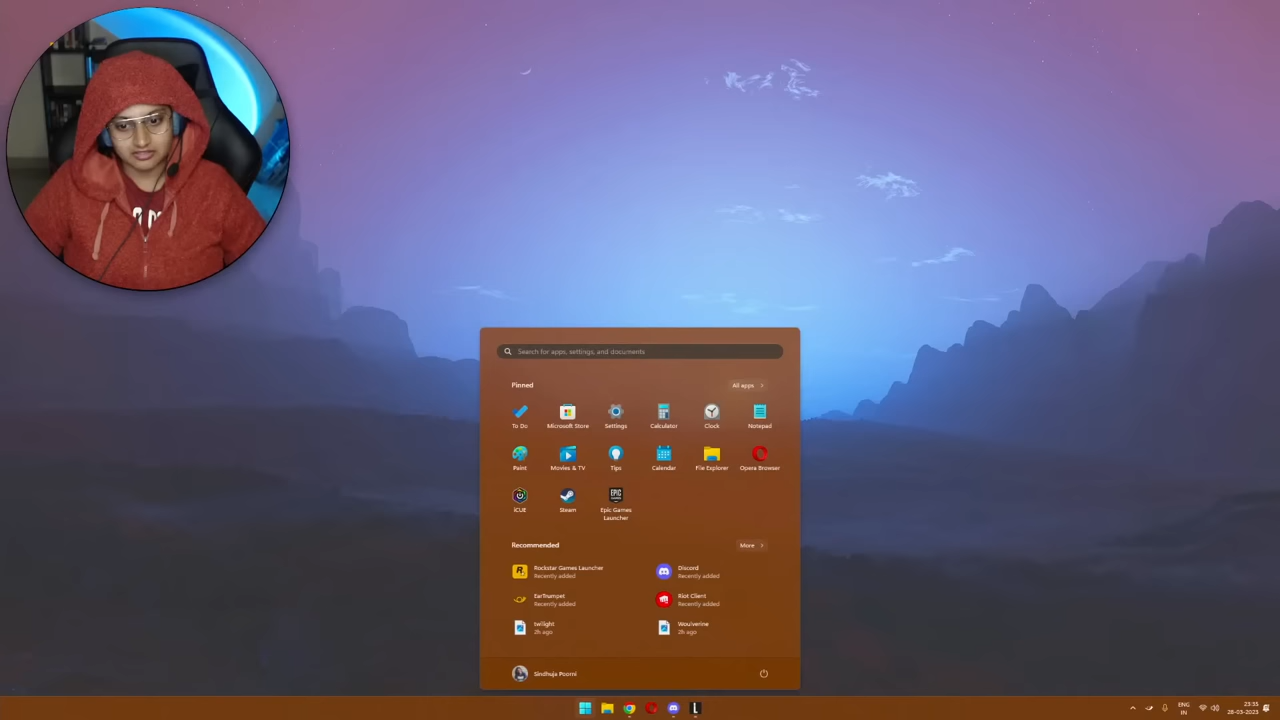 Search for apps, settings, and documents
Pinned
All apps
To Do
Microsoft Store
Settings
Calculator
Clock
Notepad
Paint
Movies & TV
Tips
Calendar
File Explorer
Opera Browser
iCUE
Steam
EPIC
GAMES
Epic Games
Launcher
Recommended
More
Rockstar Games Launcher
Recently added
Discord
Recently added
EarTrumpet
Recently added
Riot Client
Recently added
twilight
2h ago
Woulverine
2h ago
ENG
IN
23:35
28-03-2023